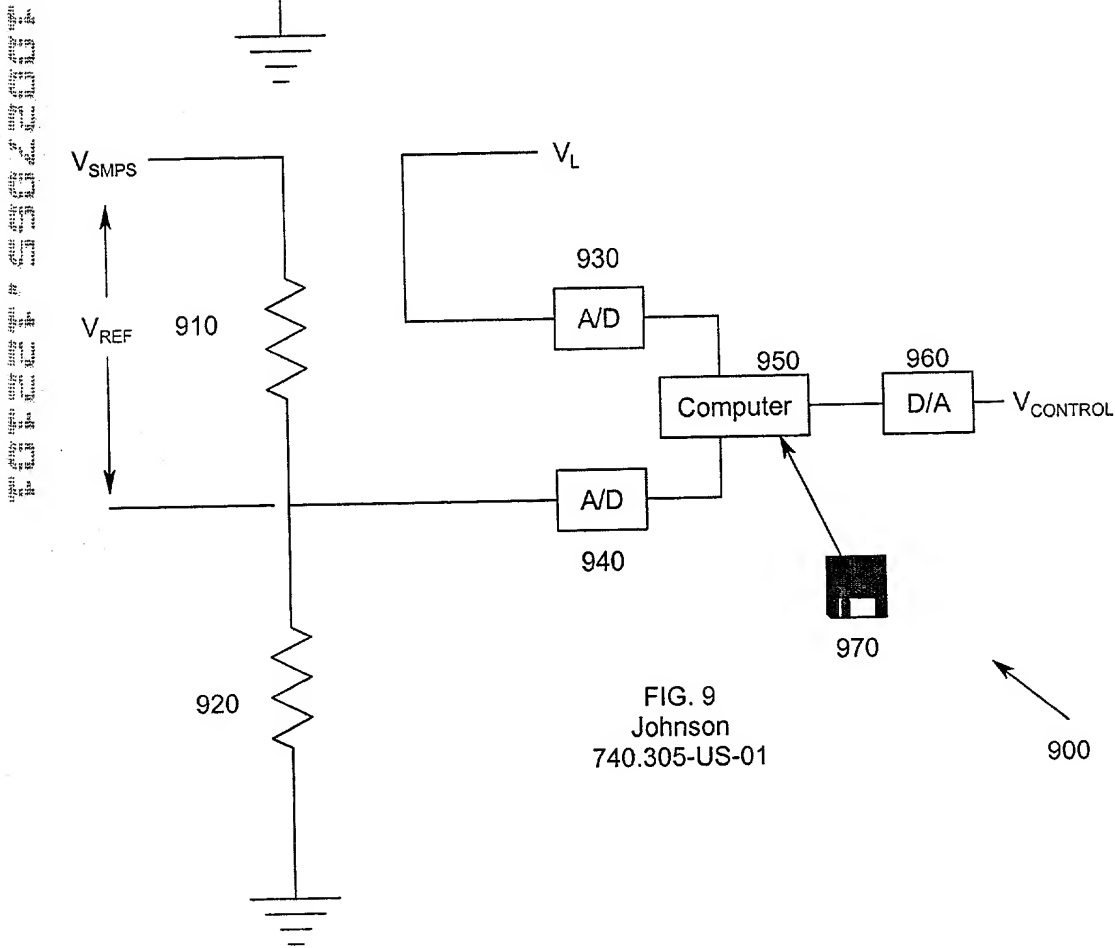 V_SMPS
V_L
930
A/D
V_REF
910
950
960
Computer
D/A
V_CONTROL
A/D
940
970
920
FIG. 9
Johnson
740.305-US-01
900